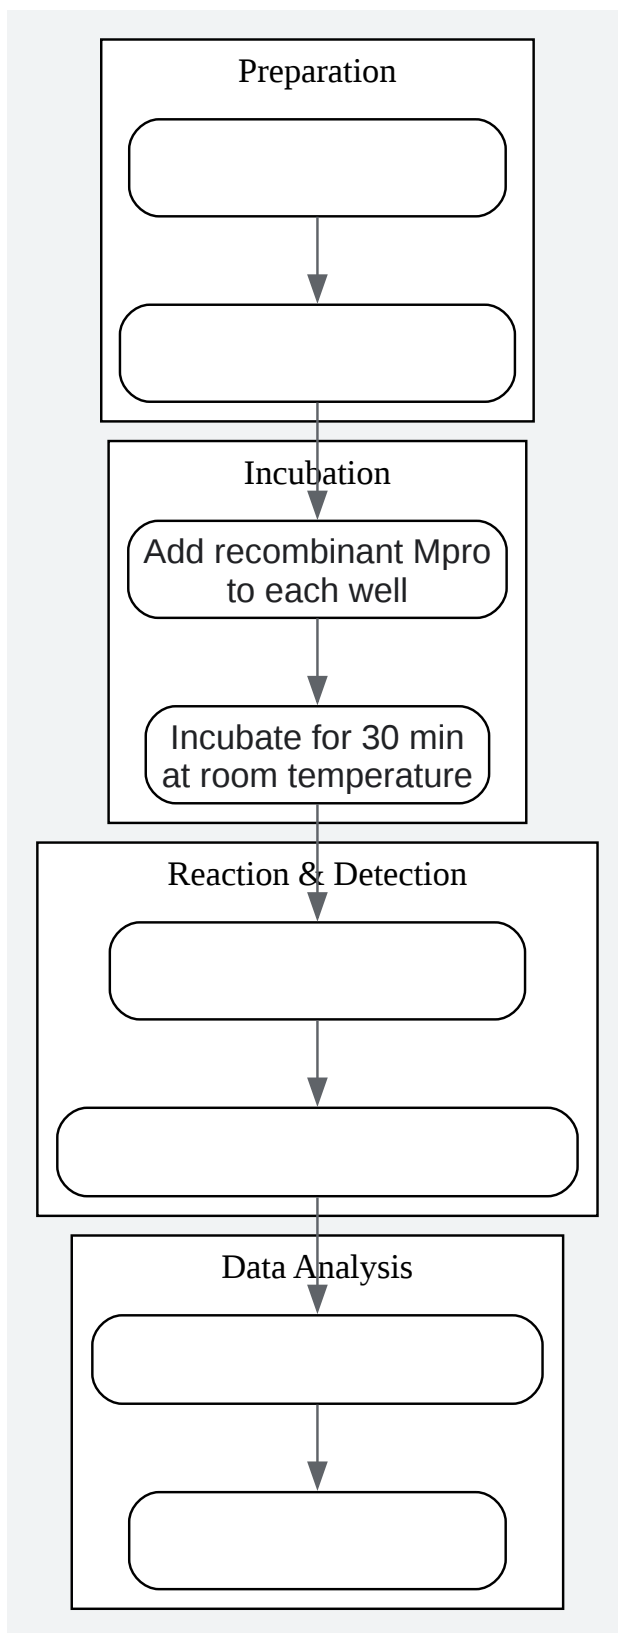 Preparation
Incubation
Add recombinant Mpro
to each well
Incubate for 30 min
at room temperature
Reaction & Detection
Data Analysis